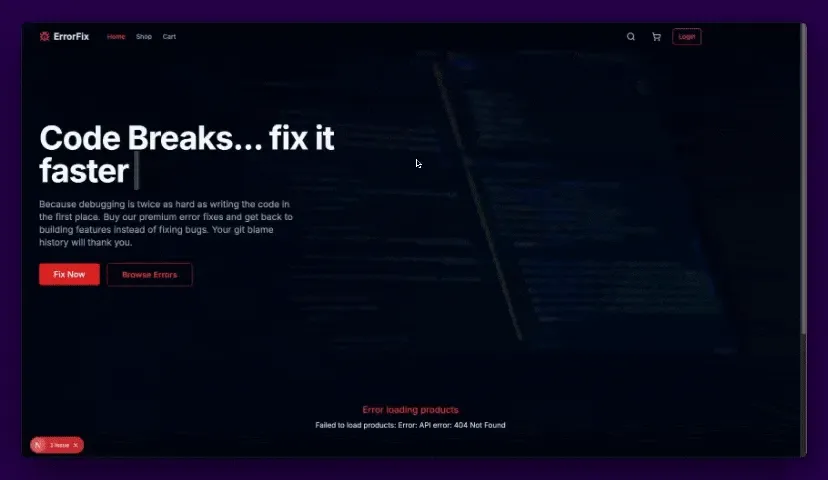 ErrorFix Home Shop Cart Login
Code Breaks... fix it
faster
Because debugging is twice as hard as writing the code in
the first place. Buy our premium error fixes and get back to
building features instead of fixing bugs. Your git blame
history will thank you.
Fix Now Browse Errors
Error loading products
Failed to load products: Error: API error: 404 Not Found
N 1 Issue